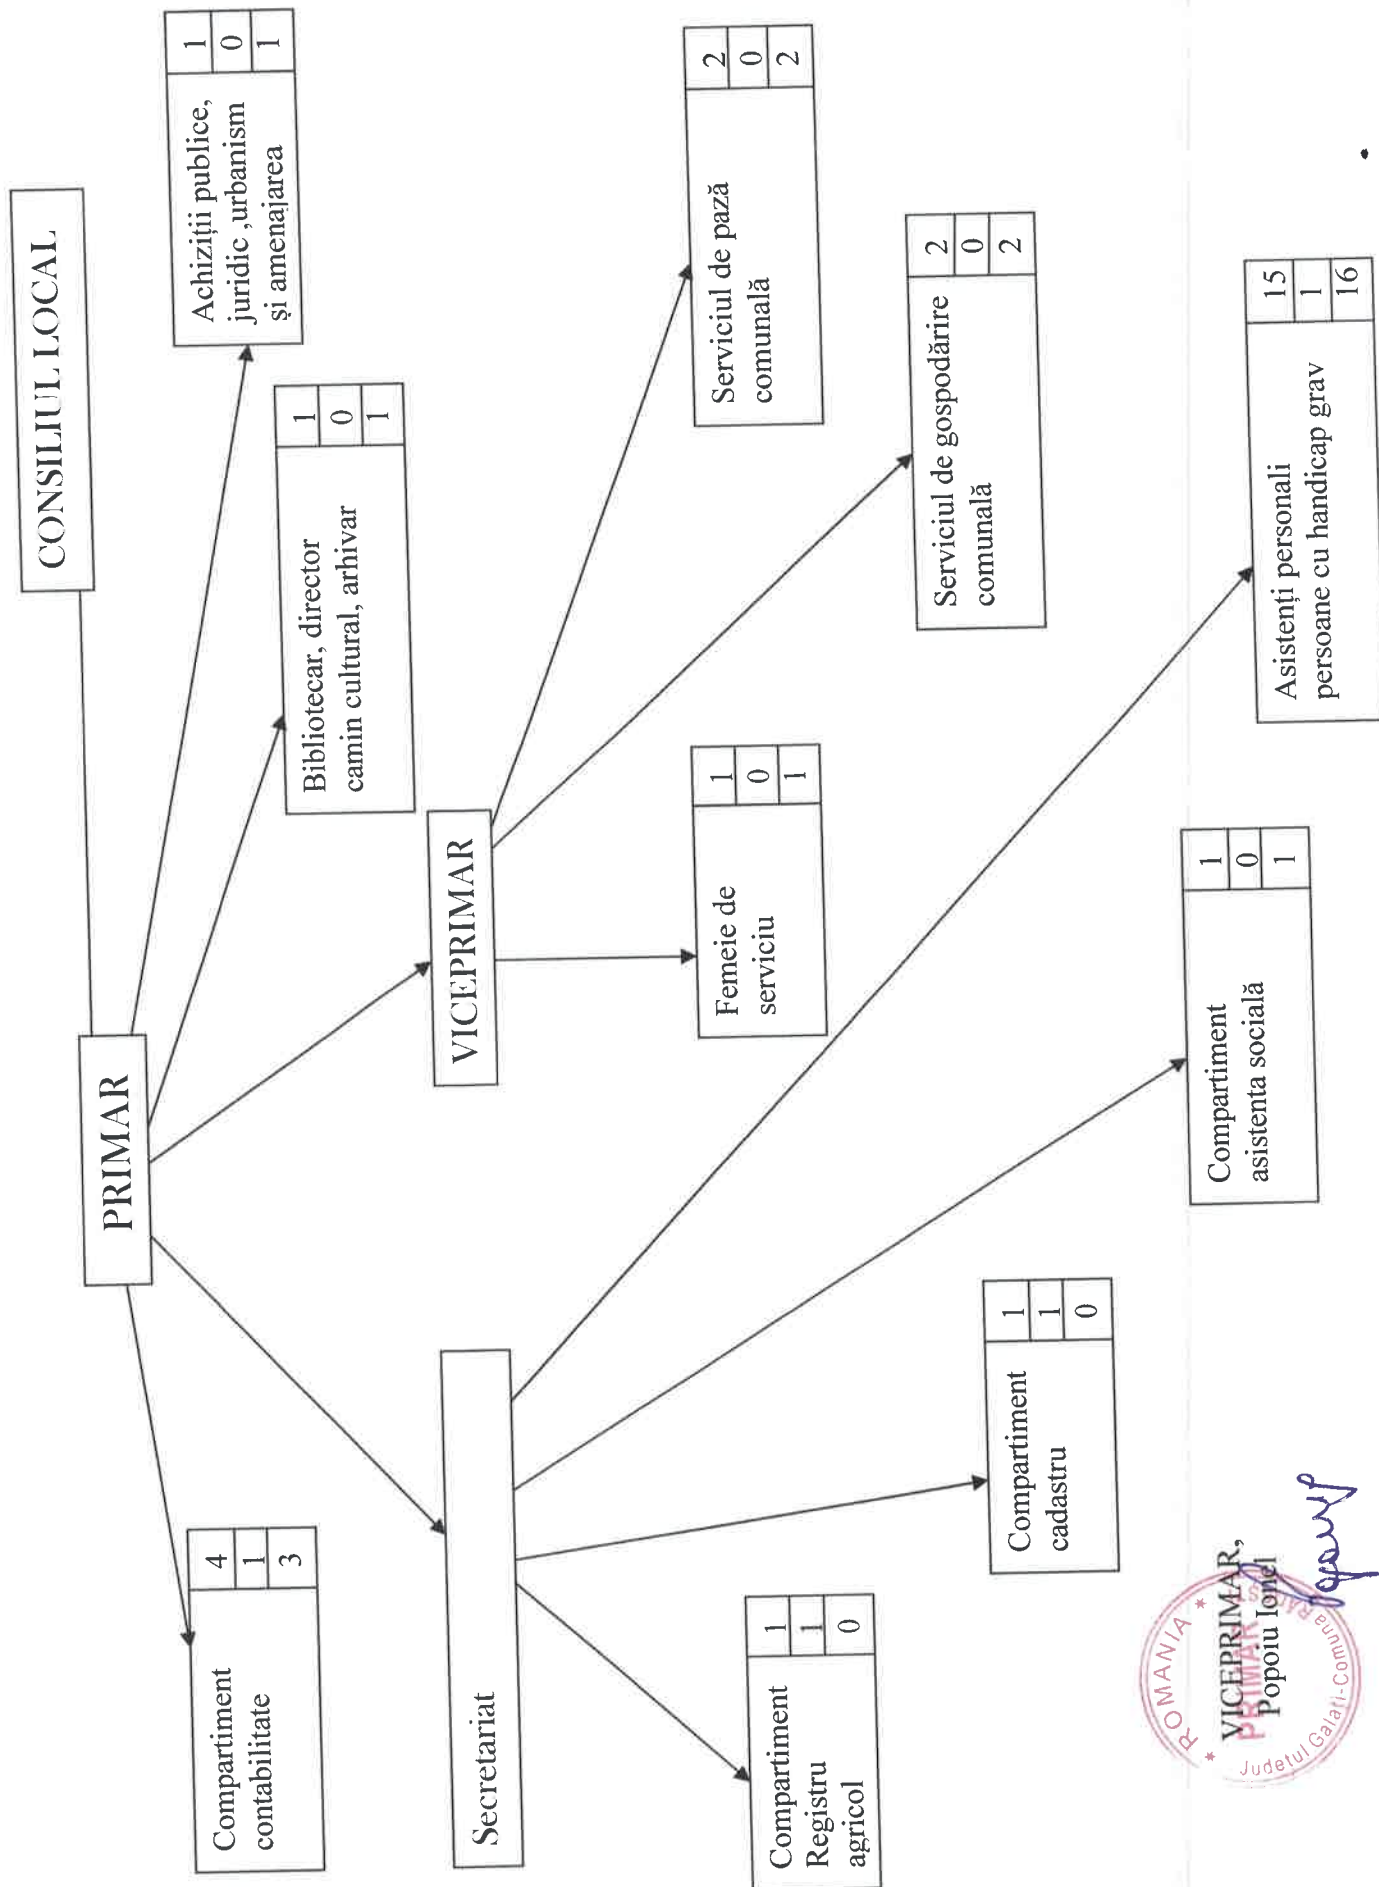 CONSILIUL LOCAL
PRIMAR
Compartiment
contabilitate
4
1
3
Bibliotecar, director
camin cultural, arhivar
1
0
1
Achiziții publice,
juridic ,urbanism
și amenajarea
1
0
1
Secretariat
VICEPRIMAR
Compartiment
Registru
agricol
1
1
0
Femeie de
serviciu
1
0
1
Serviciul de pază
comunală
2
0
2
Compartiment
cadastru
1
1
0
Serviciul de gospodărire
comunală
2
0
2
Compartiment
asistenta socială
1
0
1
Asistenți personali
persoane cu handicap grav
15
1
16
VICEPRIMAR,
Popoiu Ionel
* ROMANIA *
PRIMAR
Judetul Galați-Comuna